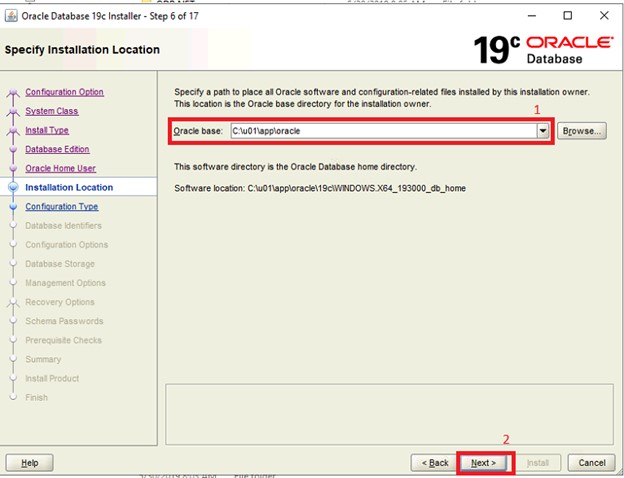 Oracle Database 19c Installer - Step 6 of 17
Specify Installation Location
19c ORACLE
Database
Configuration Option
System Class
Install Type
Database Edition
Oracle Home User
Installation Location
Configuration Type
Database Identifiers
Configuration Options
Database Storage
Management Options
Recovery Options
Schema Passwords
Prerequisite Checks
Summary
Install Product
Finish
Specify a path to place all Oracle software and configuration-related files installed by this installation owner.
This location is the Oracle base directory for the installation owner.
1
Oracle base: C:\u01\app\oracle Browse...
This software directory is the Oracle Database home directory.
Software location: C:\u01\app\oracle\19c\WINDOWS.X64_193000_db_home
2
Help < Back Next > Install Cancel